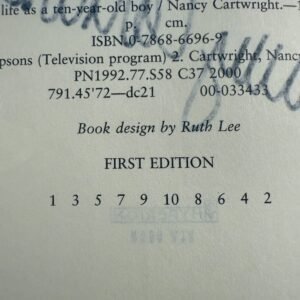 life as a ten-year-old boy / Nancy Cartwright.—1
p. cm.
ISBN 0-7868-6696-9
psons (Television program) 2. Cartwright, Nancy
PN1992.77.S58 C37 2000
791.45'72—dc21 00-033433
Book design by Ruth Lee
FIRST EDITION
1 3 5 7 9 10 8 6 4 2